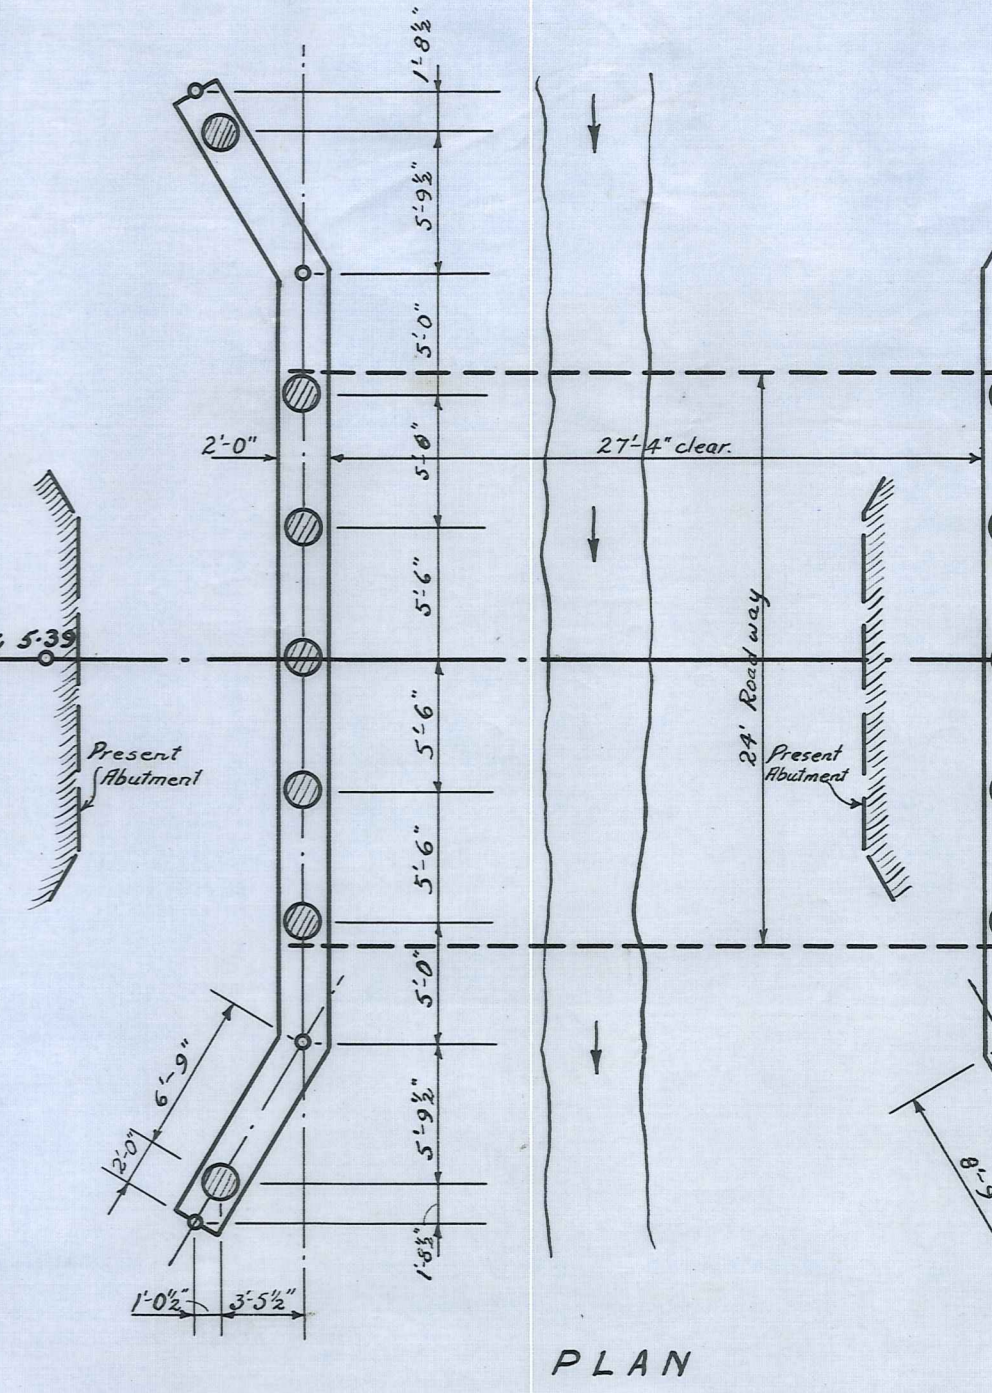 1'-8½"
5'-9½"
5'-0"
5'-6"
2'-0"
27'-4" clear.
5'-6"
5.39
24' Roadway
5'-6"
Present
Abutment
Present
Abutment
5'-6"
5'-0"
6'-9"
5'-9½"
2'-0"
8'-9
1'-8½"
1'-0½"
3'-5½"
PLAN